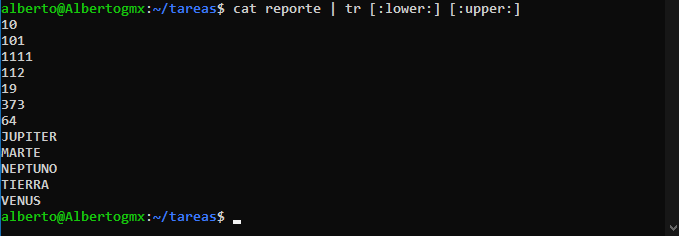 alberto@Albertogmx:~/tareas$ cat reporte | tr [:lower:] [:upper:]
10
101
1111
112
19
373
64
JUPITER
MARTE
NEPTUNO
TIERRA
VENUS
alberto@Albertogmx:~/tareas$